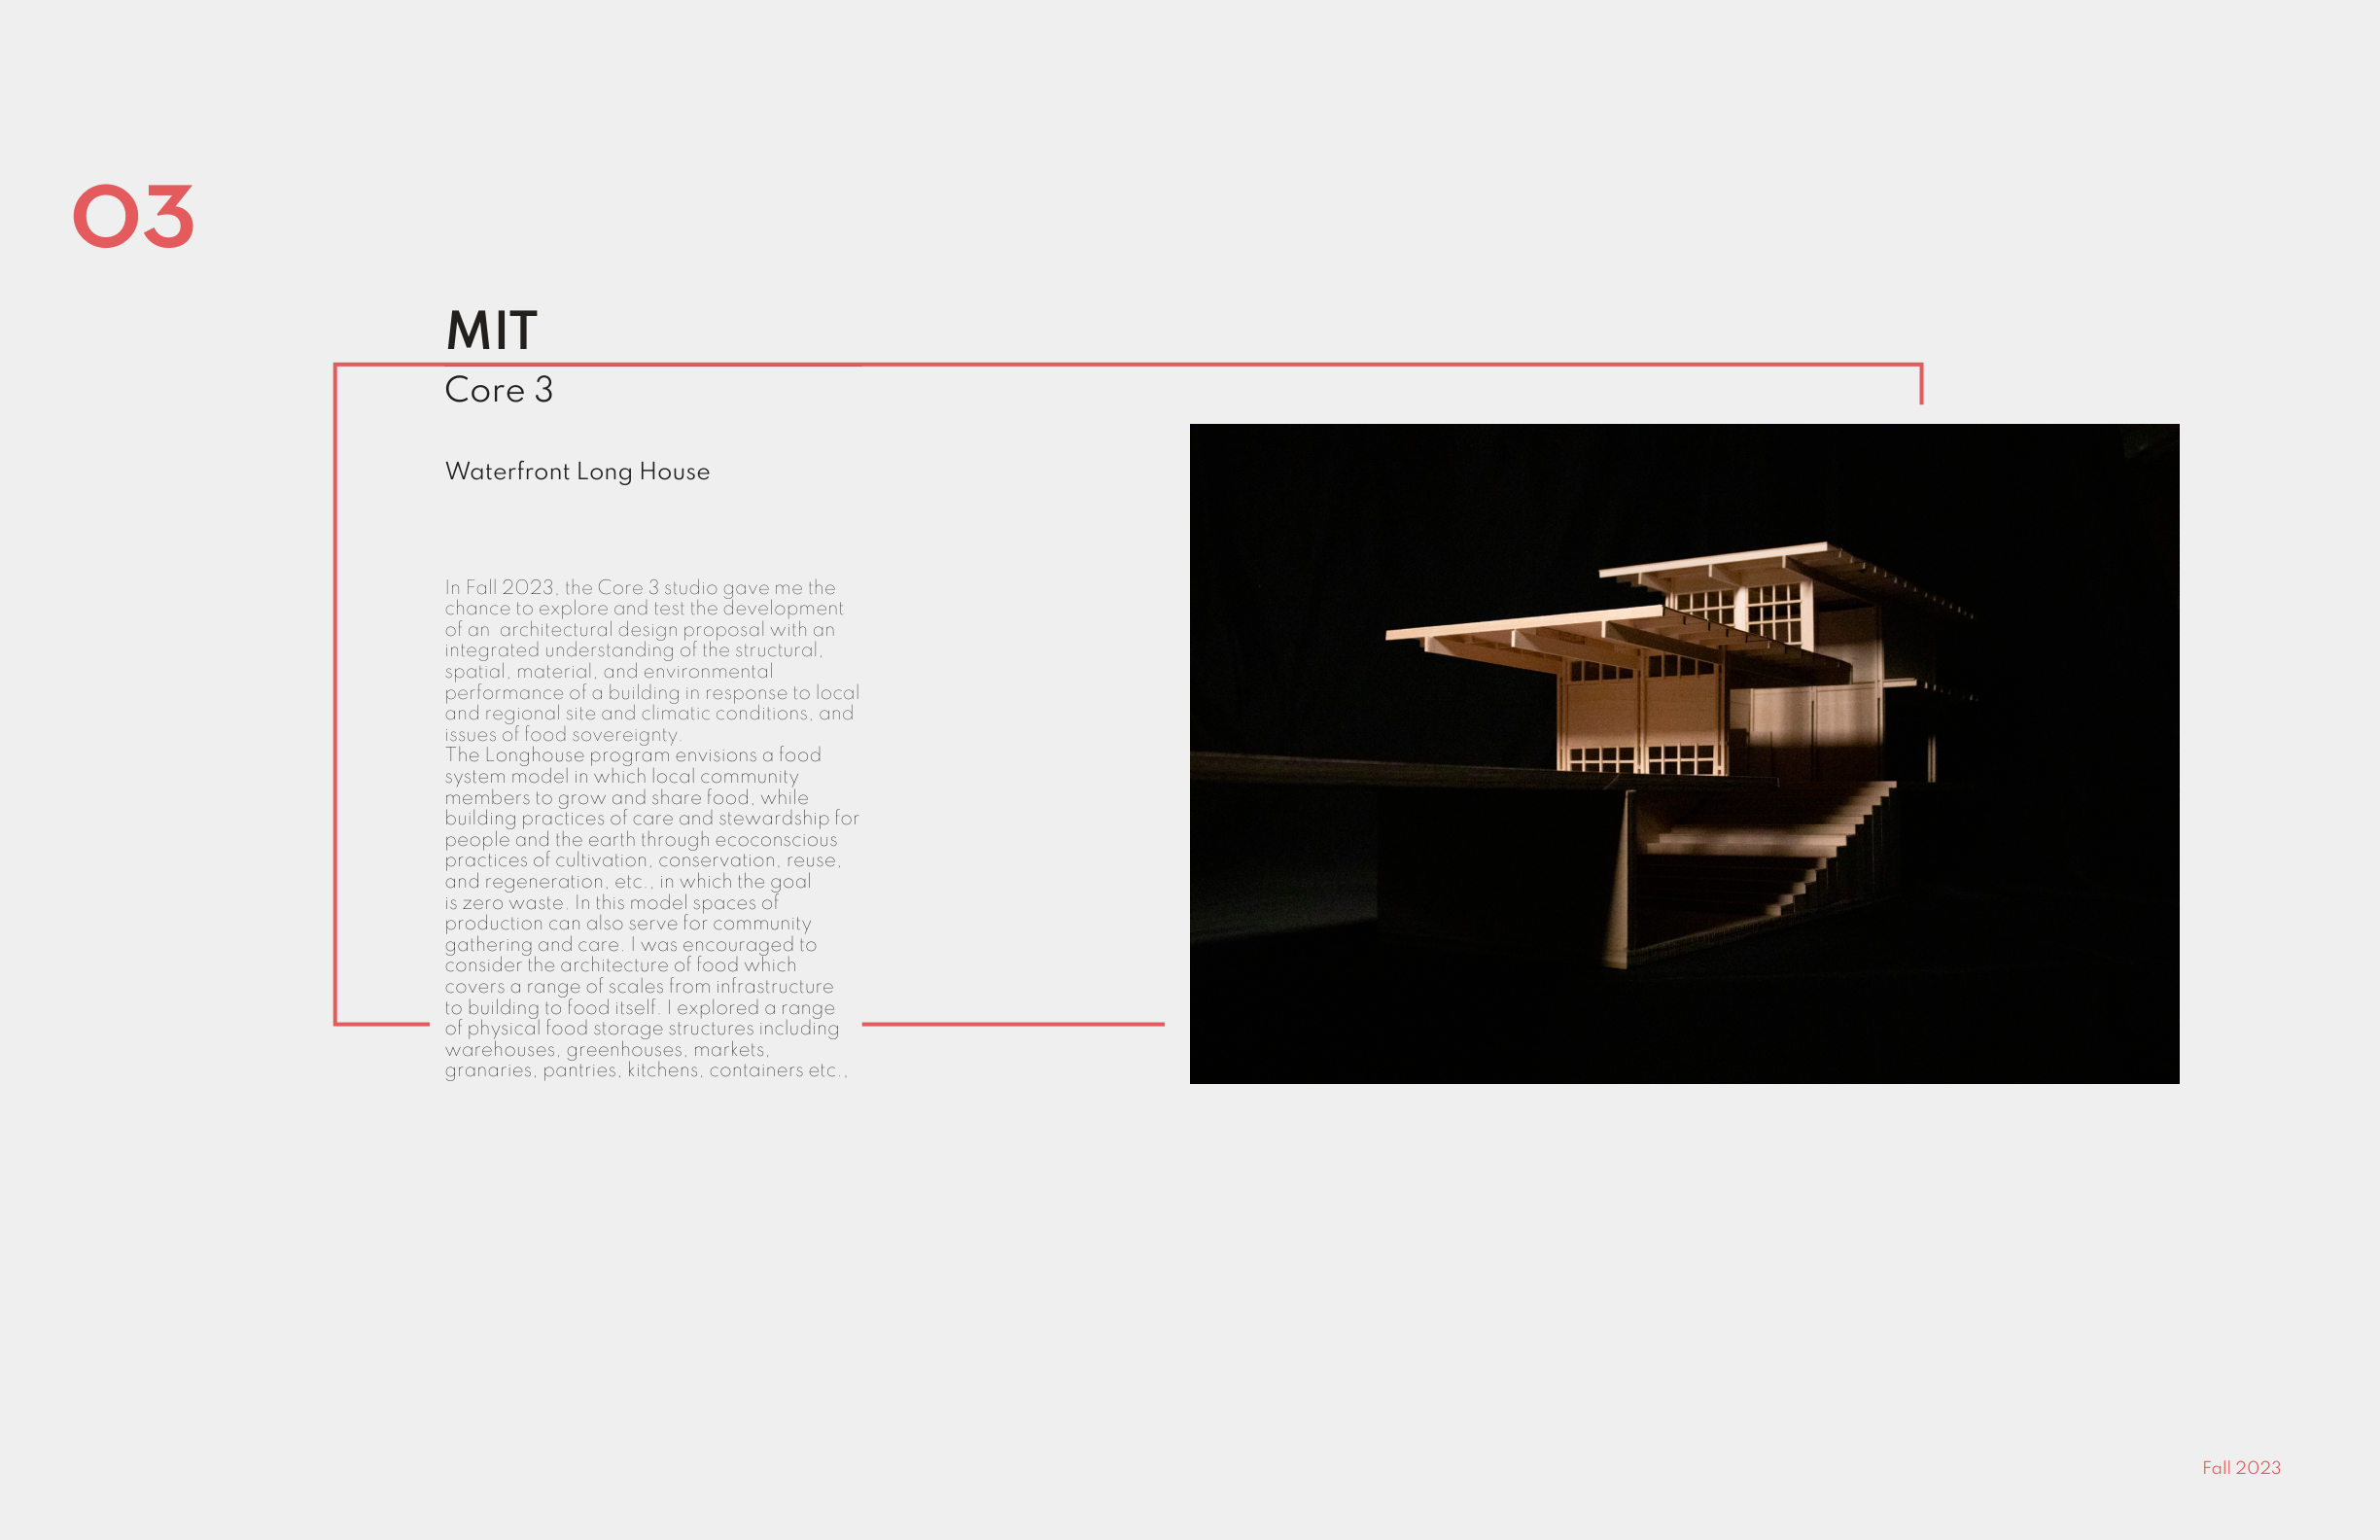 03
MIT
Core 3
Waterfront Long House
In Fall 2023, the Core 3 studio gave me the
chance to explore and test the development
of an  architectural design proposal with an
integrated understanding of the structural,
spatial, material, and environmental
performance of a building in response to local
and regional site and climatic conditions, and
issues of food sovereignty.
The Longhouse program envisions a food
system model in which local community
members to grow and share food, while
building practices of care and stewardship for
people and the earth through ecoconscious
practices of cultivation, conservation, reuse,
and regeneration, etc., in which the goal
is zero waste. In this model spaces of
production can also serve for community
gathering and care. I was encouraged to
consider the architecture of food which
covers a range of scales from infrastructure
to building to food itself. I explored a range
of physical food storage structures including
warehouses, greenhouses, markets,
granaries, pantries, kitchens, containers etc.,
Fall 2023